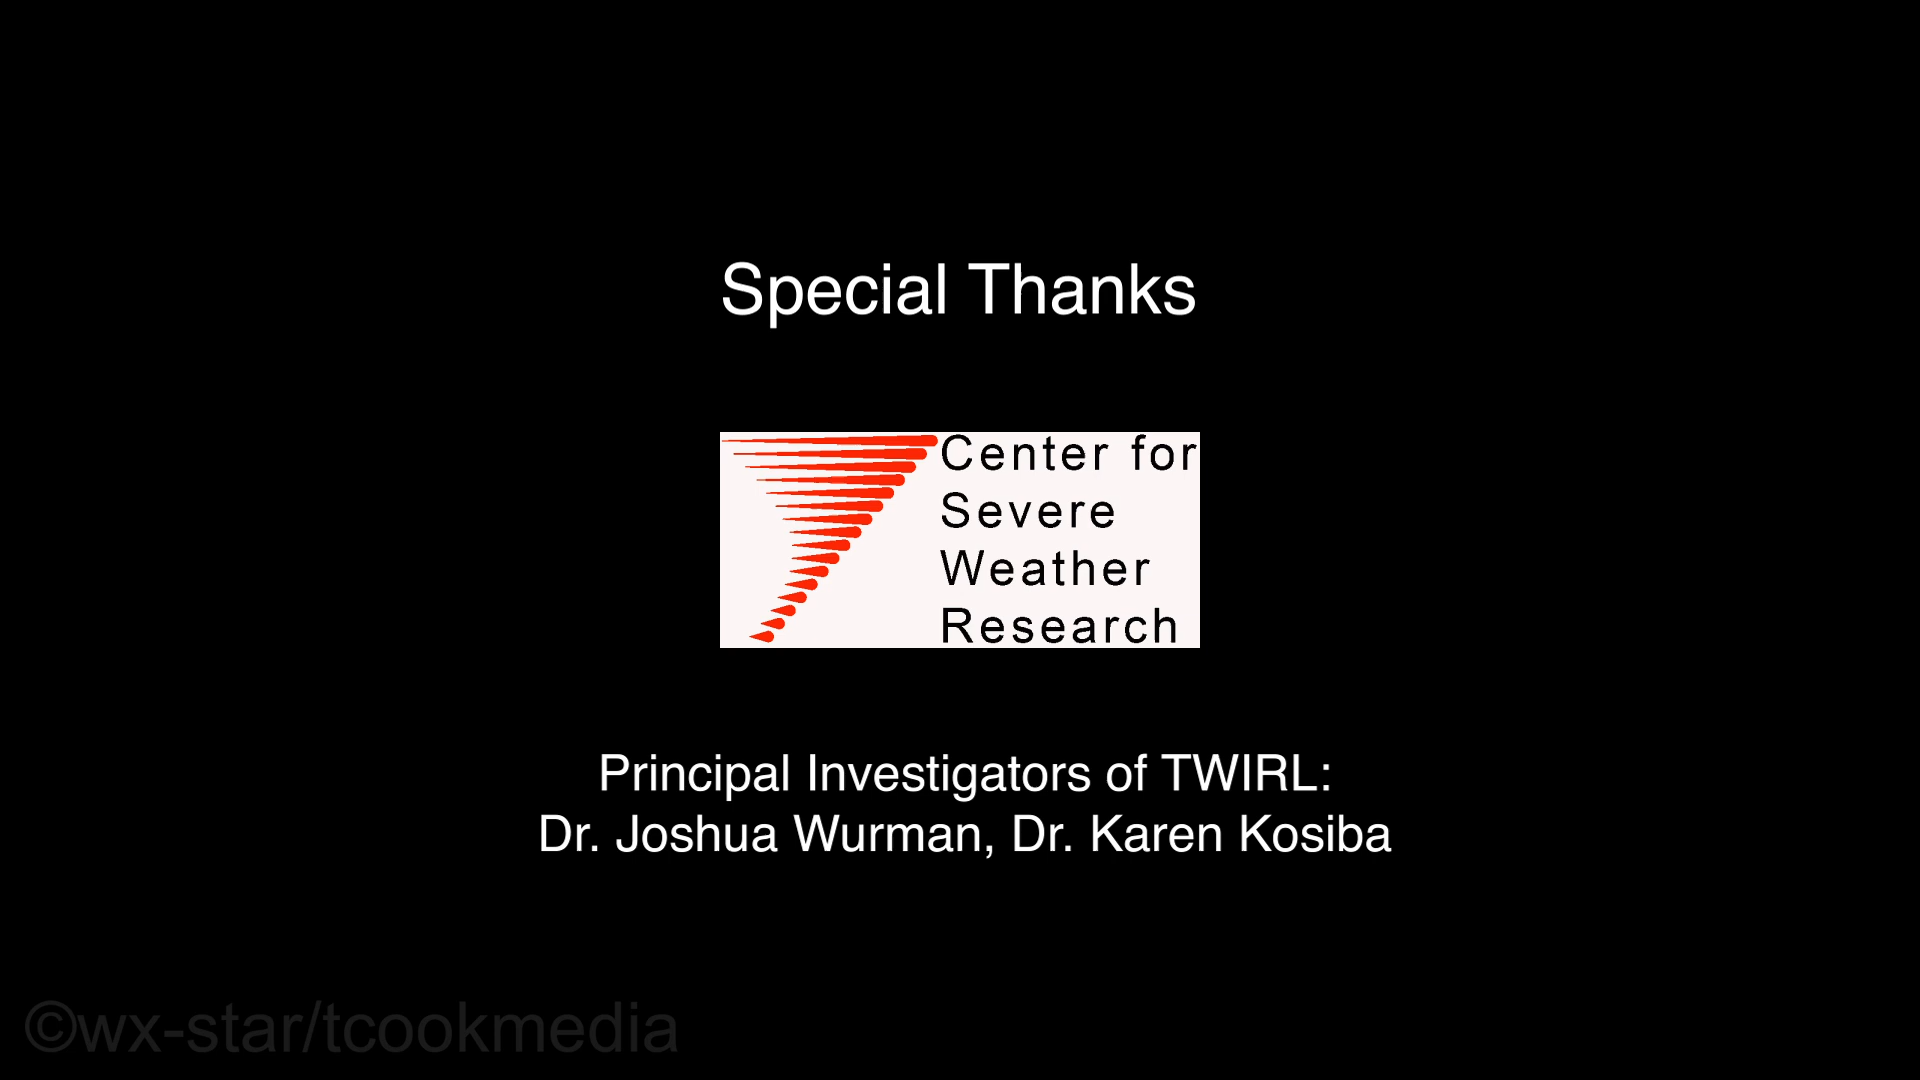 Special Thanks
Center for
Severe
Weather
Research
Principal Investigators of TWIRL:
Dr. Joshua Wurman, Dr. Karen Kosiba
©wx-star/tcookmedia